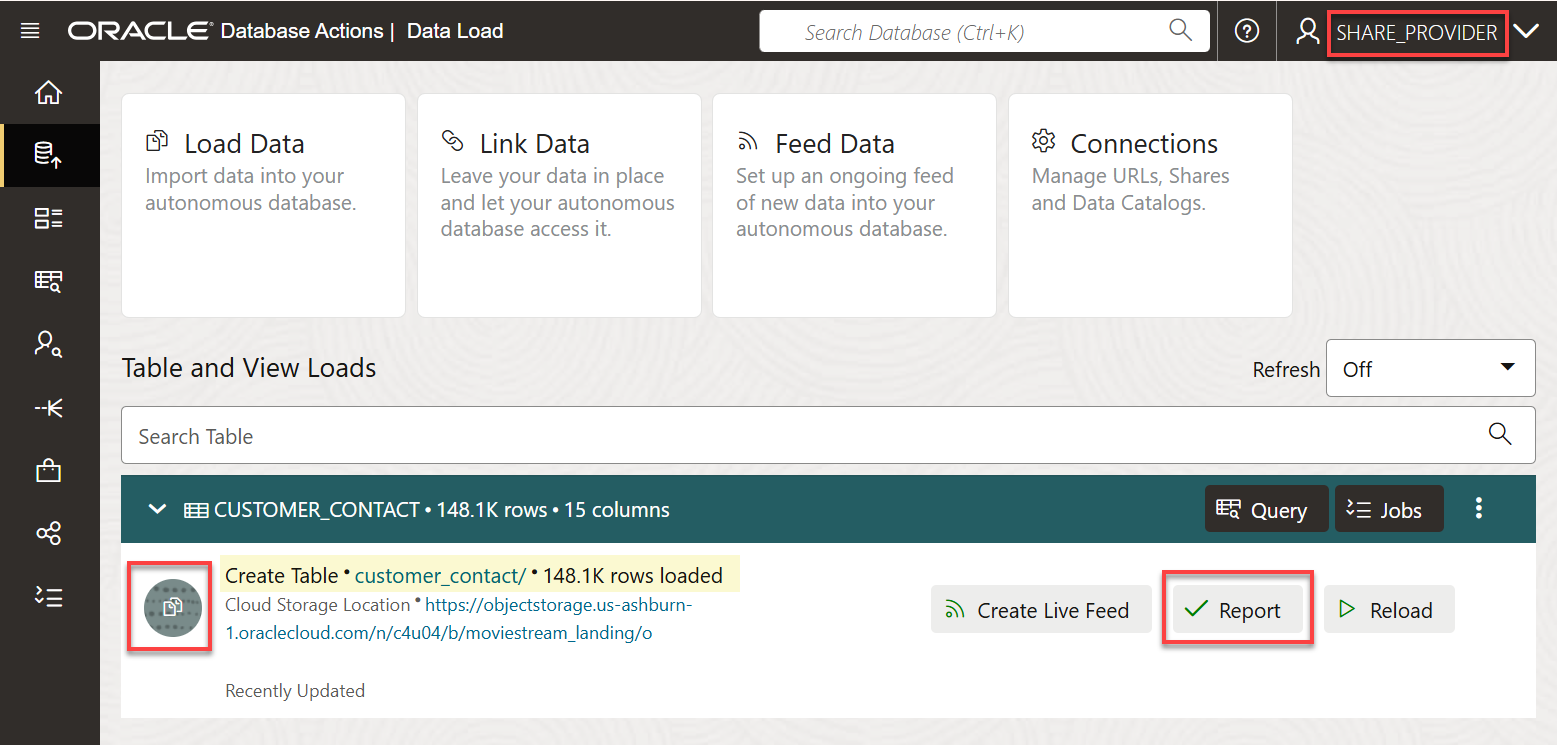 ORACLE Database Actions | Data Load
Search Database (Ctrl+K)
SHARE_PROVIDER
Load Data
Import data into your
autonomous database.
Link Data
Leave your data in place
and let your autonomous
database access it.
Feed Data
Set up an ongoing feed
of new data into your
autonomous database.
Connections
Manage URLs, Shares
and Data Catalogs.
Table and View Loads
Refresh Off
Search Table
CUSTOMER_CONTACT • 148.1K rows • 15 columns
Query
Jobs
Create Table • customer_contact/ • 148.1K rows loaded
Cloud Storage Location • https://objectstorage.us-ashburn-
1.oraclecloud.com/n/c4u04/b/moviestream_landing/o
Recently Updated
Create Live Feed
Report
Reload